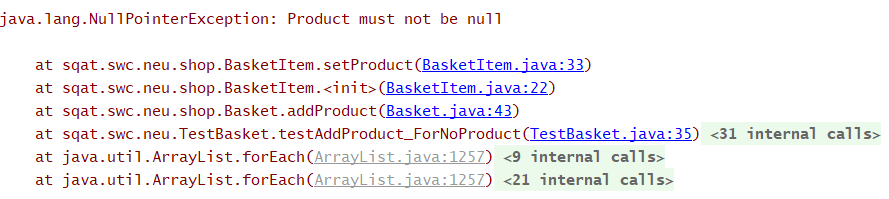 java.lang.NullPointerException: Product must not be null
at sqat.swc.neu.shop.BasketItem.setProduct(BasketItem.java:33)
at sqat.swc.neu.shop.BasketItem.<init>(BasketItem.java:22)
at sqat.swc.neu.shop.Basket.addProduct(Basket.java:43)
at sqat.swc.neu.TestBasket.testAddProduct_ForNoProduct(TestBasket.java:35) <31 internal calls>
at java.util.ArrayList.forEach(ArrayList.java:1257) <9 internal calls>
at java.util.ArrayList.forEach(ArrayList.java:1257) <21 internal calls>